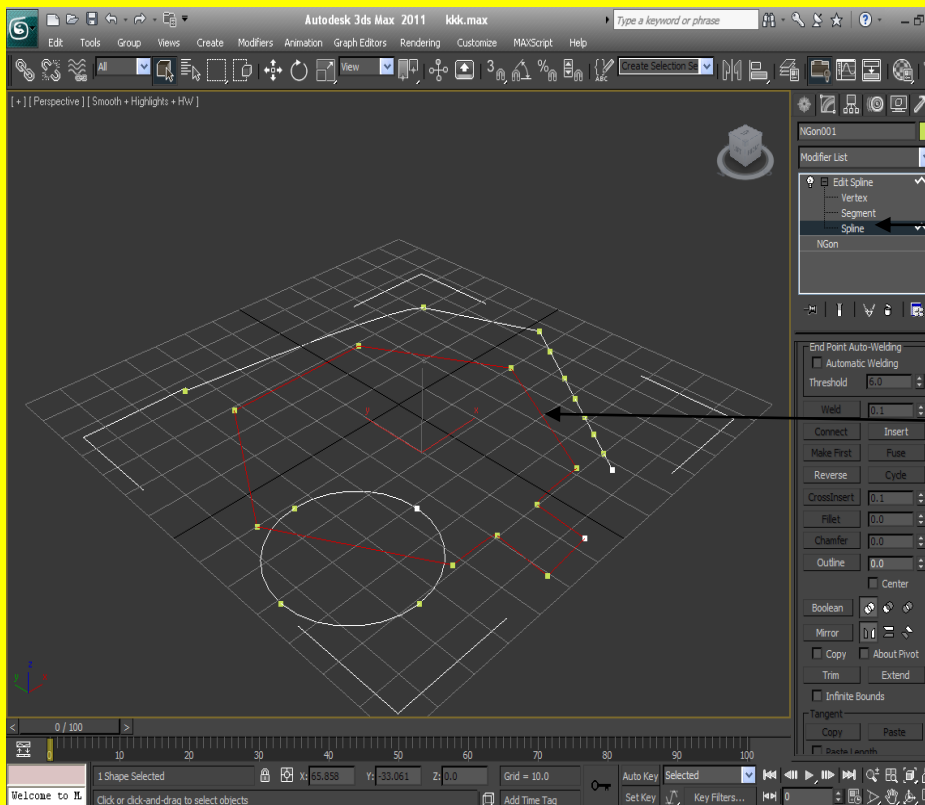 Autodesk 3ds Max 2011 kkk.max
Type a keyword or phrase
Edit Tools Group Views Create Modifiers Animation Graph Editors Rendering Customize MAXScript Help
All View 3 Create Selection Se
ABC
[ + ] [ Perspective ] [ Smooth + Highlights + HW ]
NGon001
Modifier List
Edit Spline
Vertex
Segment
Spline
NGon
y x
End Point Auto-Welding
Automatic Welding
Threshold 6.0
Weld 0.1
Connect Insert
Make First Fuse
Reverse Cycle
CrossInsert 0.1
Fillet 0.0
Chamfer 0.0
Outline 0.0
Center
Boolean
Mirror
Copy About Pivot
Trim Extend
Infinite Bounds
Tangent
Copy Paste
Paste Length
z
y x
< 0 / 100 >
0 10 20 30 40 50 60 70 80 90 100
1 Shape Selected X: 65.858 Y: -33.061 Z: 0.0 Grid = 10.0 Auto Key Selected
Welcome to M Click or click-and-drag to select objects Add Time Tag Set Key Key Filters... 0